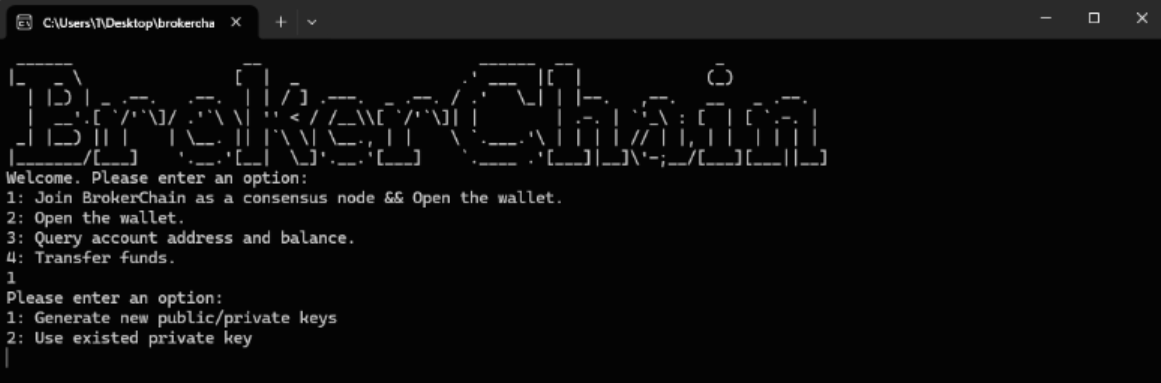 C:\Users\T\Desktop\brokercha
BrokerChain
Welcome. Please enter an option:
1: Join BrokerChain as a consensus node && Open the wallet.
2: Open the wallet.
3: Query account address and balance.
4: Transfer funds.
1
Please enter an option:
1: Generate new public/private keys
2: Use existed private key